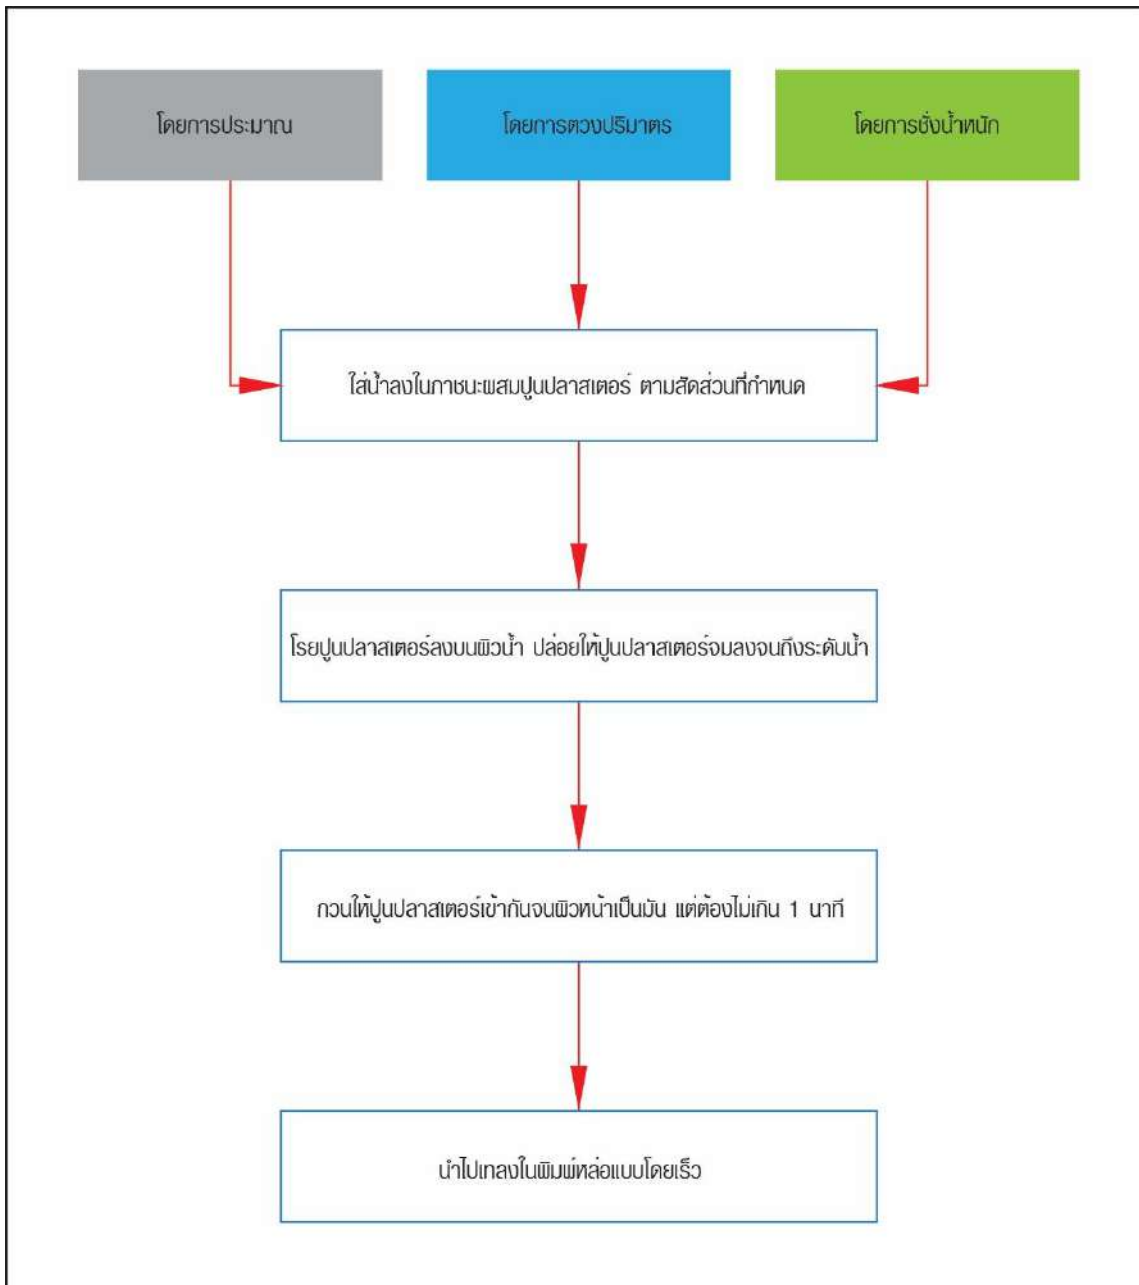 โดยการประมาณ
โดยการตวงปริมาตร
โดยการชั่งน้ำหนัก
ใส่น้ำลงในภาชนะผสมปูนปลาสเตอร์ ตามสัดส่วนที่กำหนด
โรยปูนปลาสเตอร์ลงบนผิวน้ำ ปล่อยให้ปูนปลาสเตอร์จมลงจนถึงระดับน้ำ
กวนให้ปูนปลาสเตอร์เข้ากันจนผิวหน้าเป็นมัน แต่ต้องไม่เกิน 1 นาที
นำไปเทลงในพิมพ์หล่อแบบโดยเร็ว